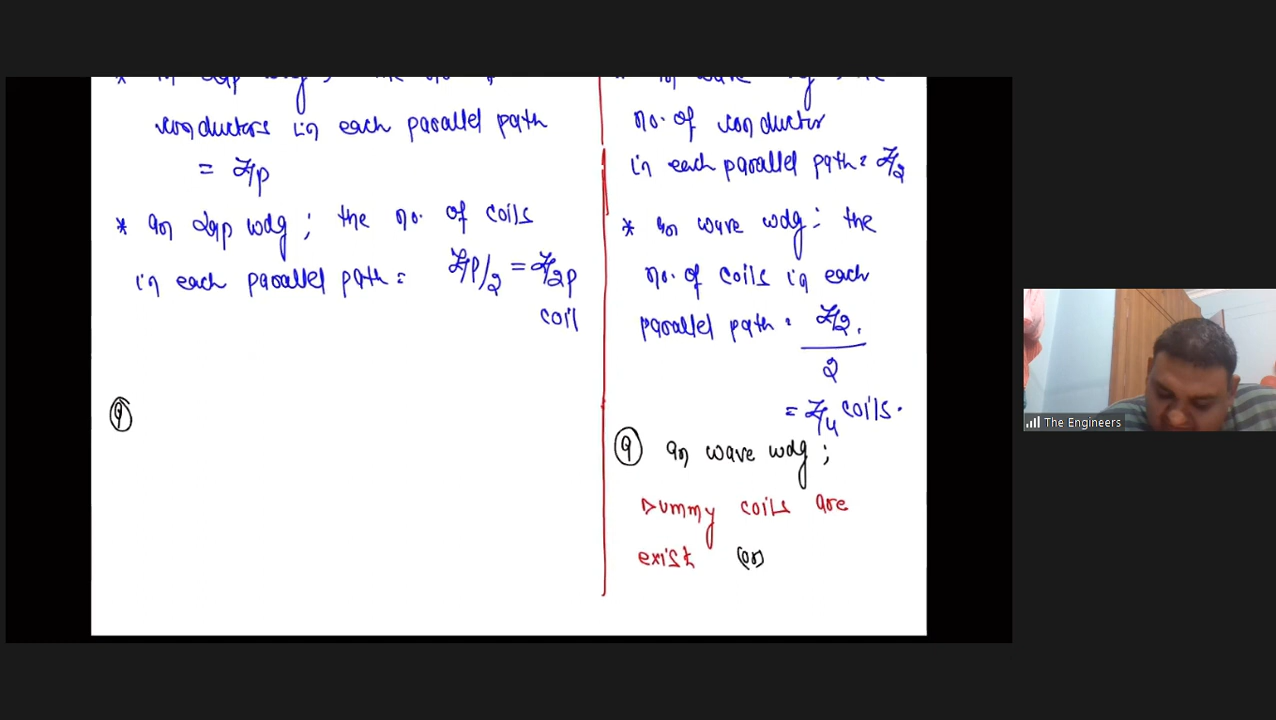 conductors in each parallel path
= Z/p
* In Lap wdg ; the no. of coils
in each parallel path = Z/P/2 = Z/2p
coil
9
no. of conductor
in each parallel path = Z/2
* In wave wdg : the
no. of coils in each
parallel path = Z/2
2
= Z/4 coils.
9 In wave wdg ;
Dummy coils are
exist (or)
The Engineers